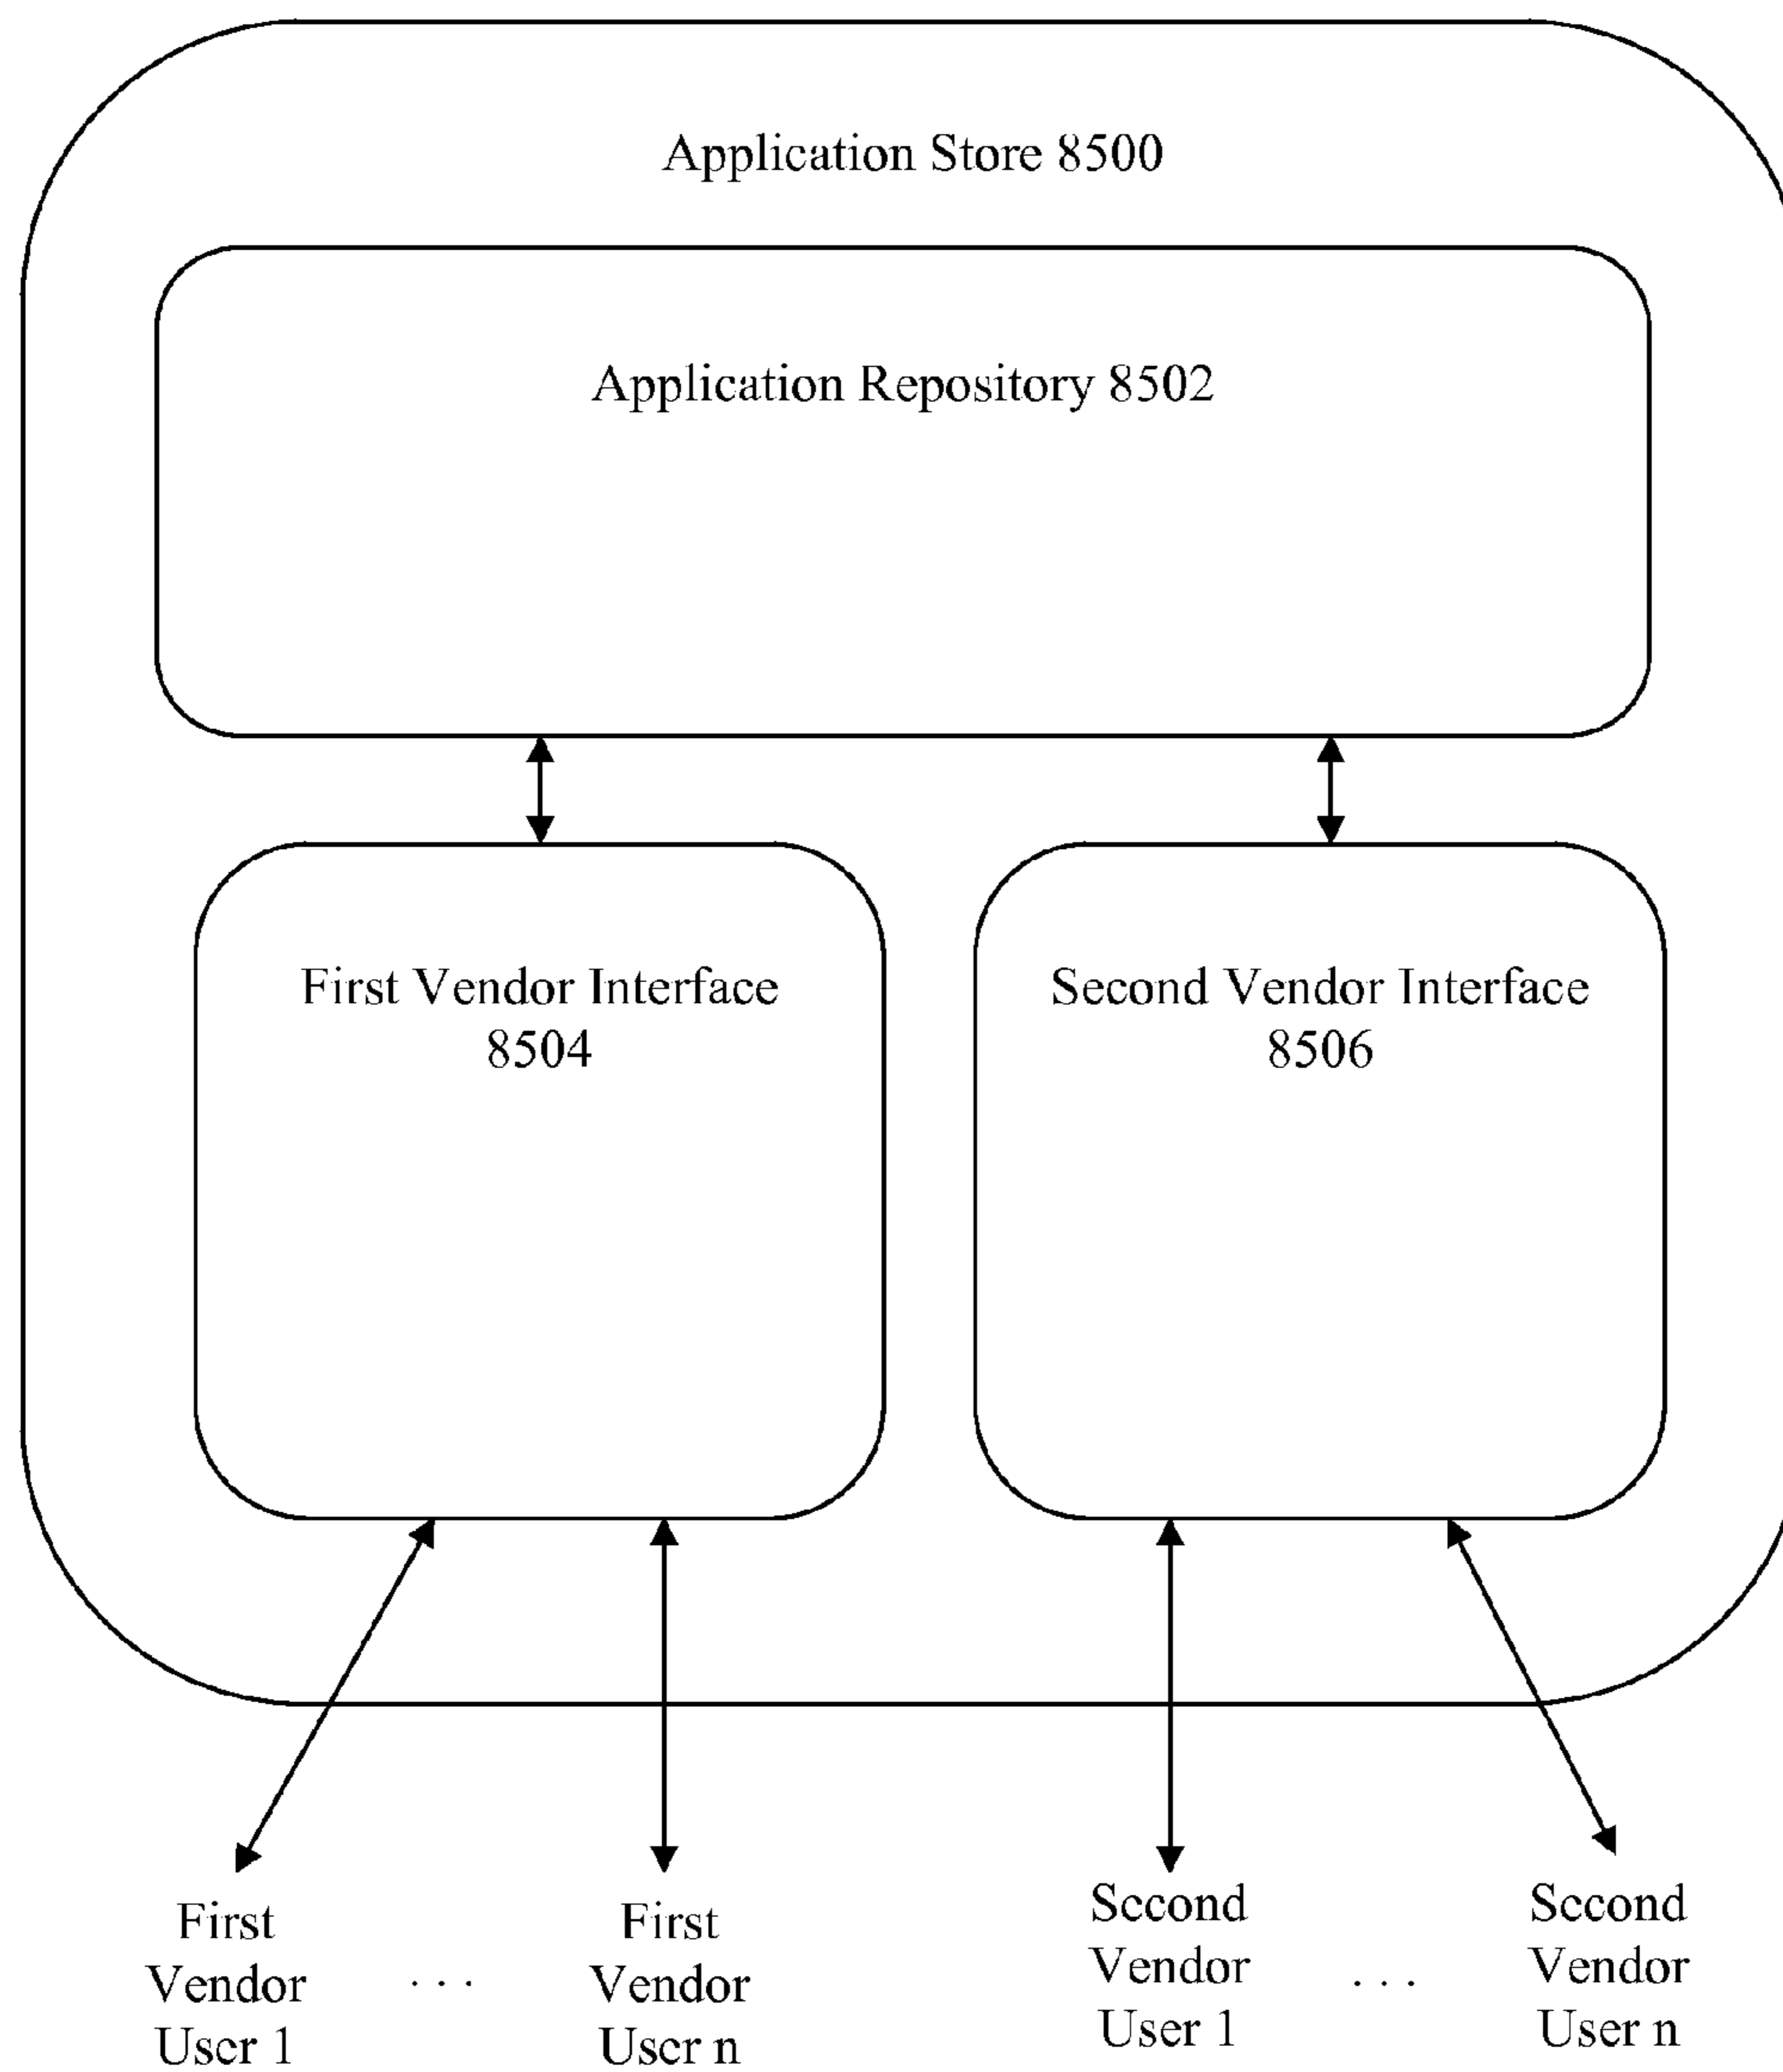 Application Store 8500
Application Repository 8502
First Vendor Interface
8504
Second Vendor Interface
8506
First
Vendor
User 1
. . .
First
Vendor
User n
Second
Vendor
User 1
. . .
Second
Vendor
User n